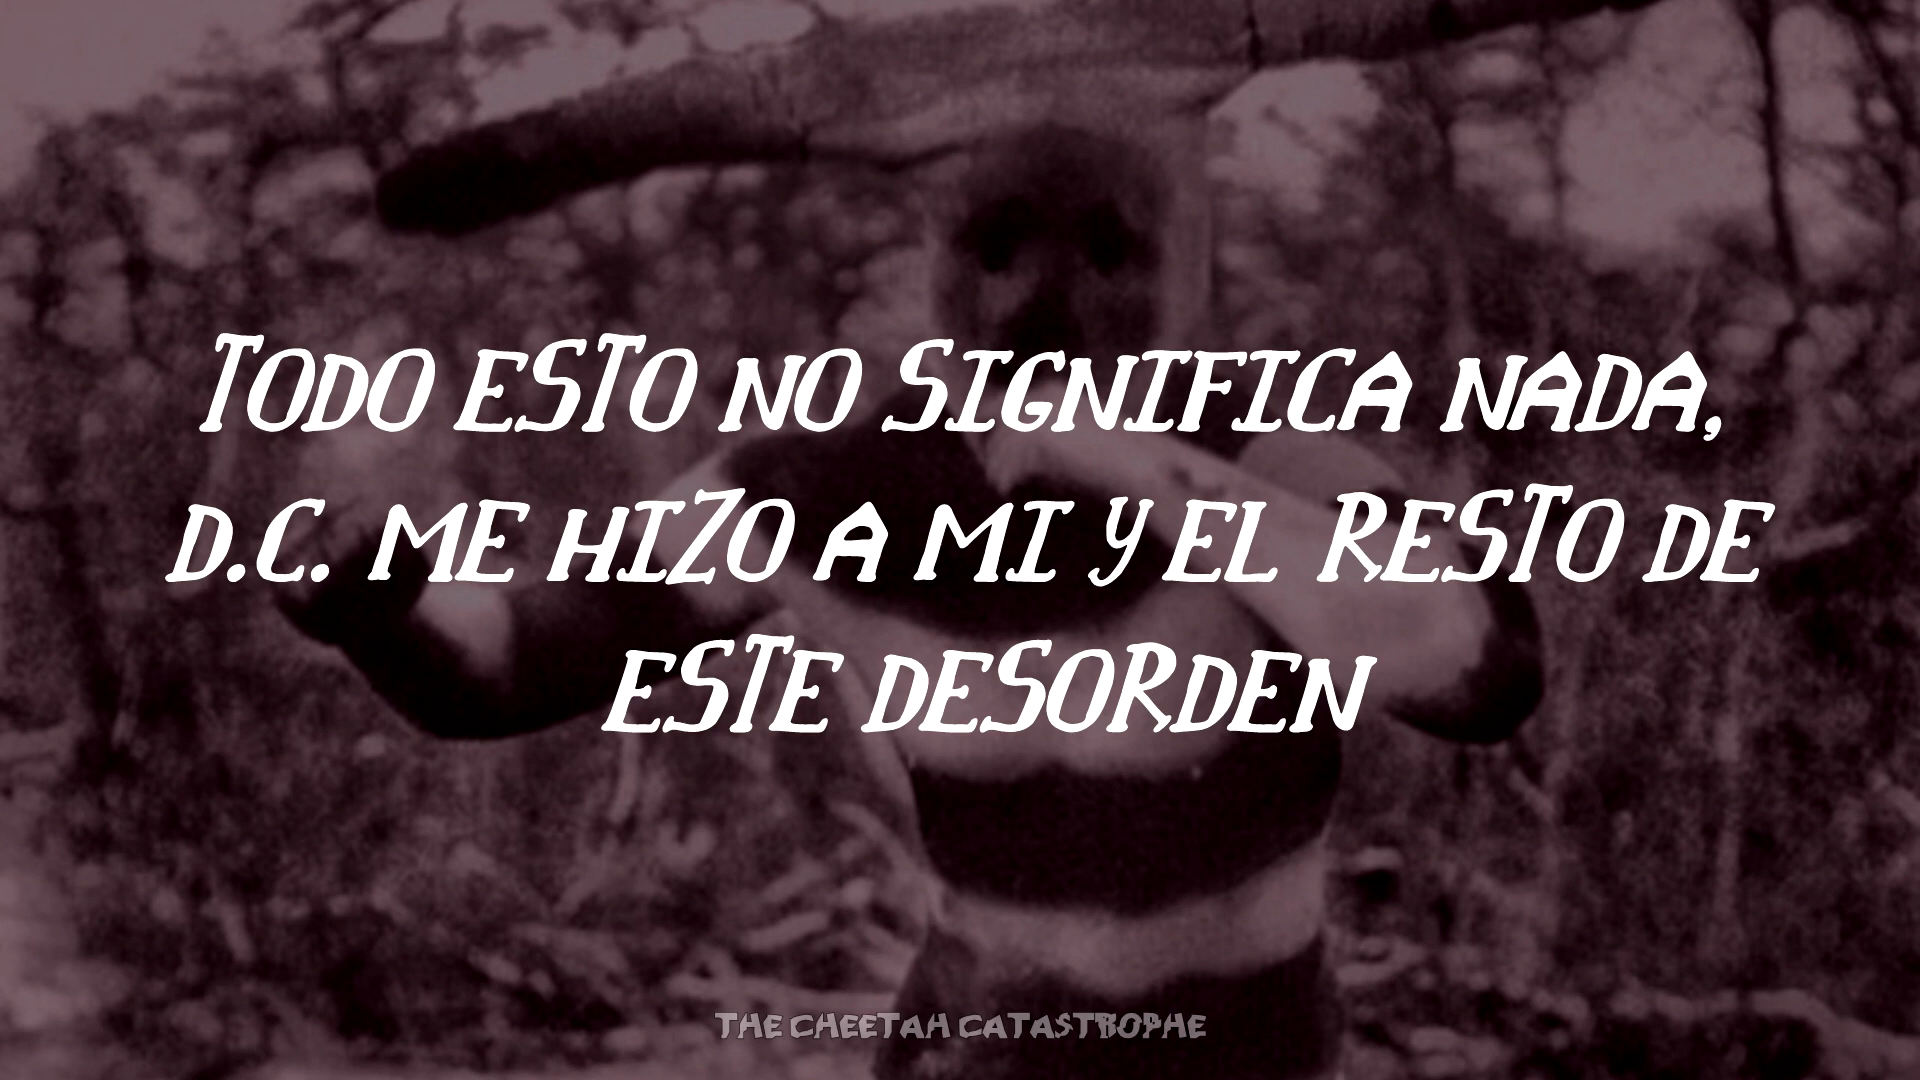 TODO ESTO NO SIGNIFICA NADA,
D.C. ME HIZO A MI Y EL RESTO DE
ESTE DESORDEN
THE CHEETAH CATASTROPHE